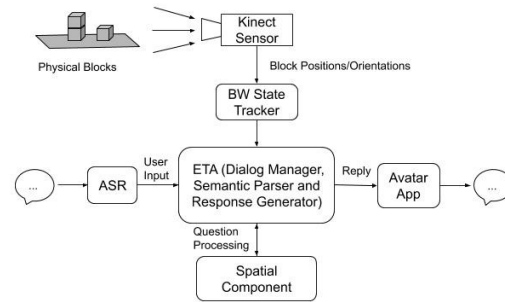 Kinect
Sensor
Physical Blocks
Block Positions/Orientations
BW State
Tracker
...
ASR
User
Input
ETA (Dialog Manager,
Semantic Parser and
Response Generator)
Reply
Avatar
App
...
Question
Processing
Spatial
Component